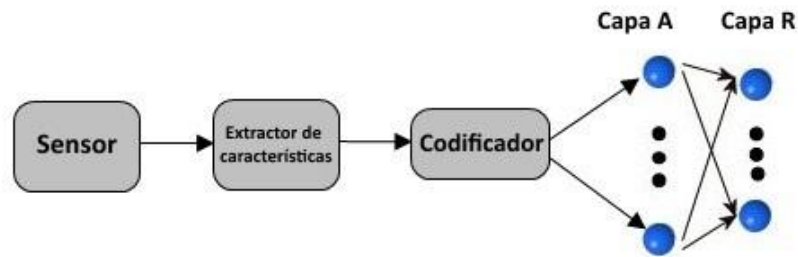 Capa A
Capa R
Sensor
Extractor de
características
Codificador